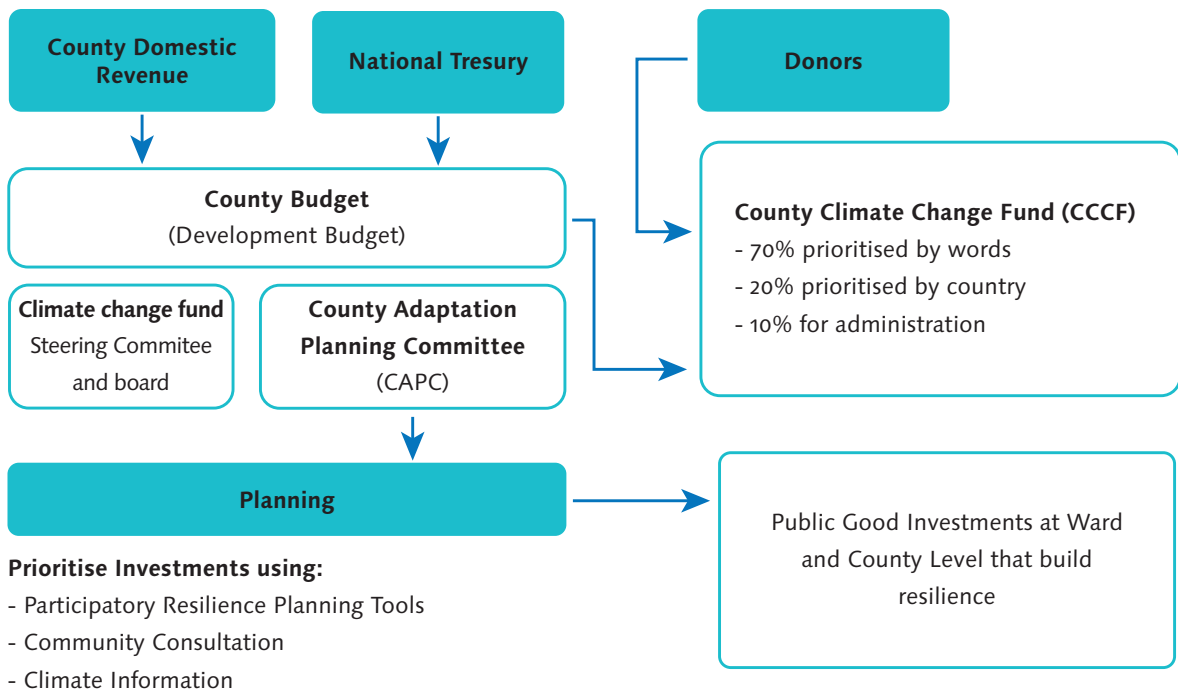 County Domestic
Revenue
National Tresury
Donors
County Budget
(Development Budget)
County Climate Change Fund (CCCF)
- 70% prioritised by words
- 20% prioritised by country
- 10% for administration
Climate change fund
Steering Commitee
and board
County Adaptation
Planning Committee
(CAPC)
Planning
Public Good Investments at Ward
and County Level that build
resilience
Prioritise Investments using:
- Participatory Resilience Planning Tools
- Community Consultation
- Climate Information